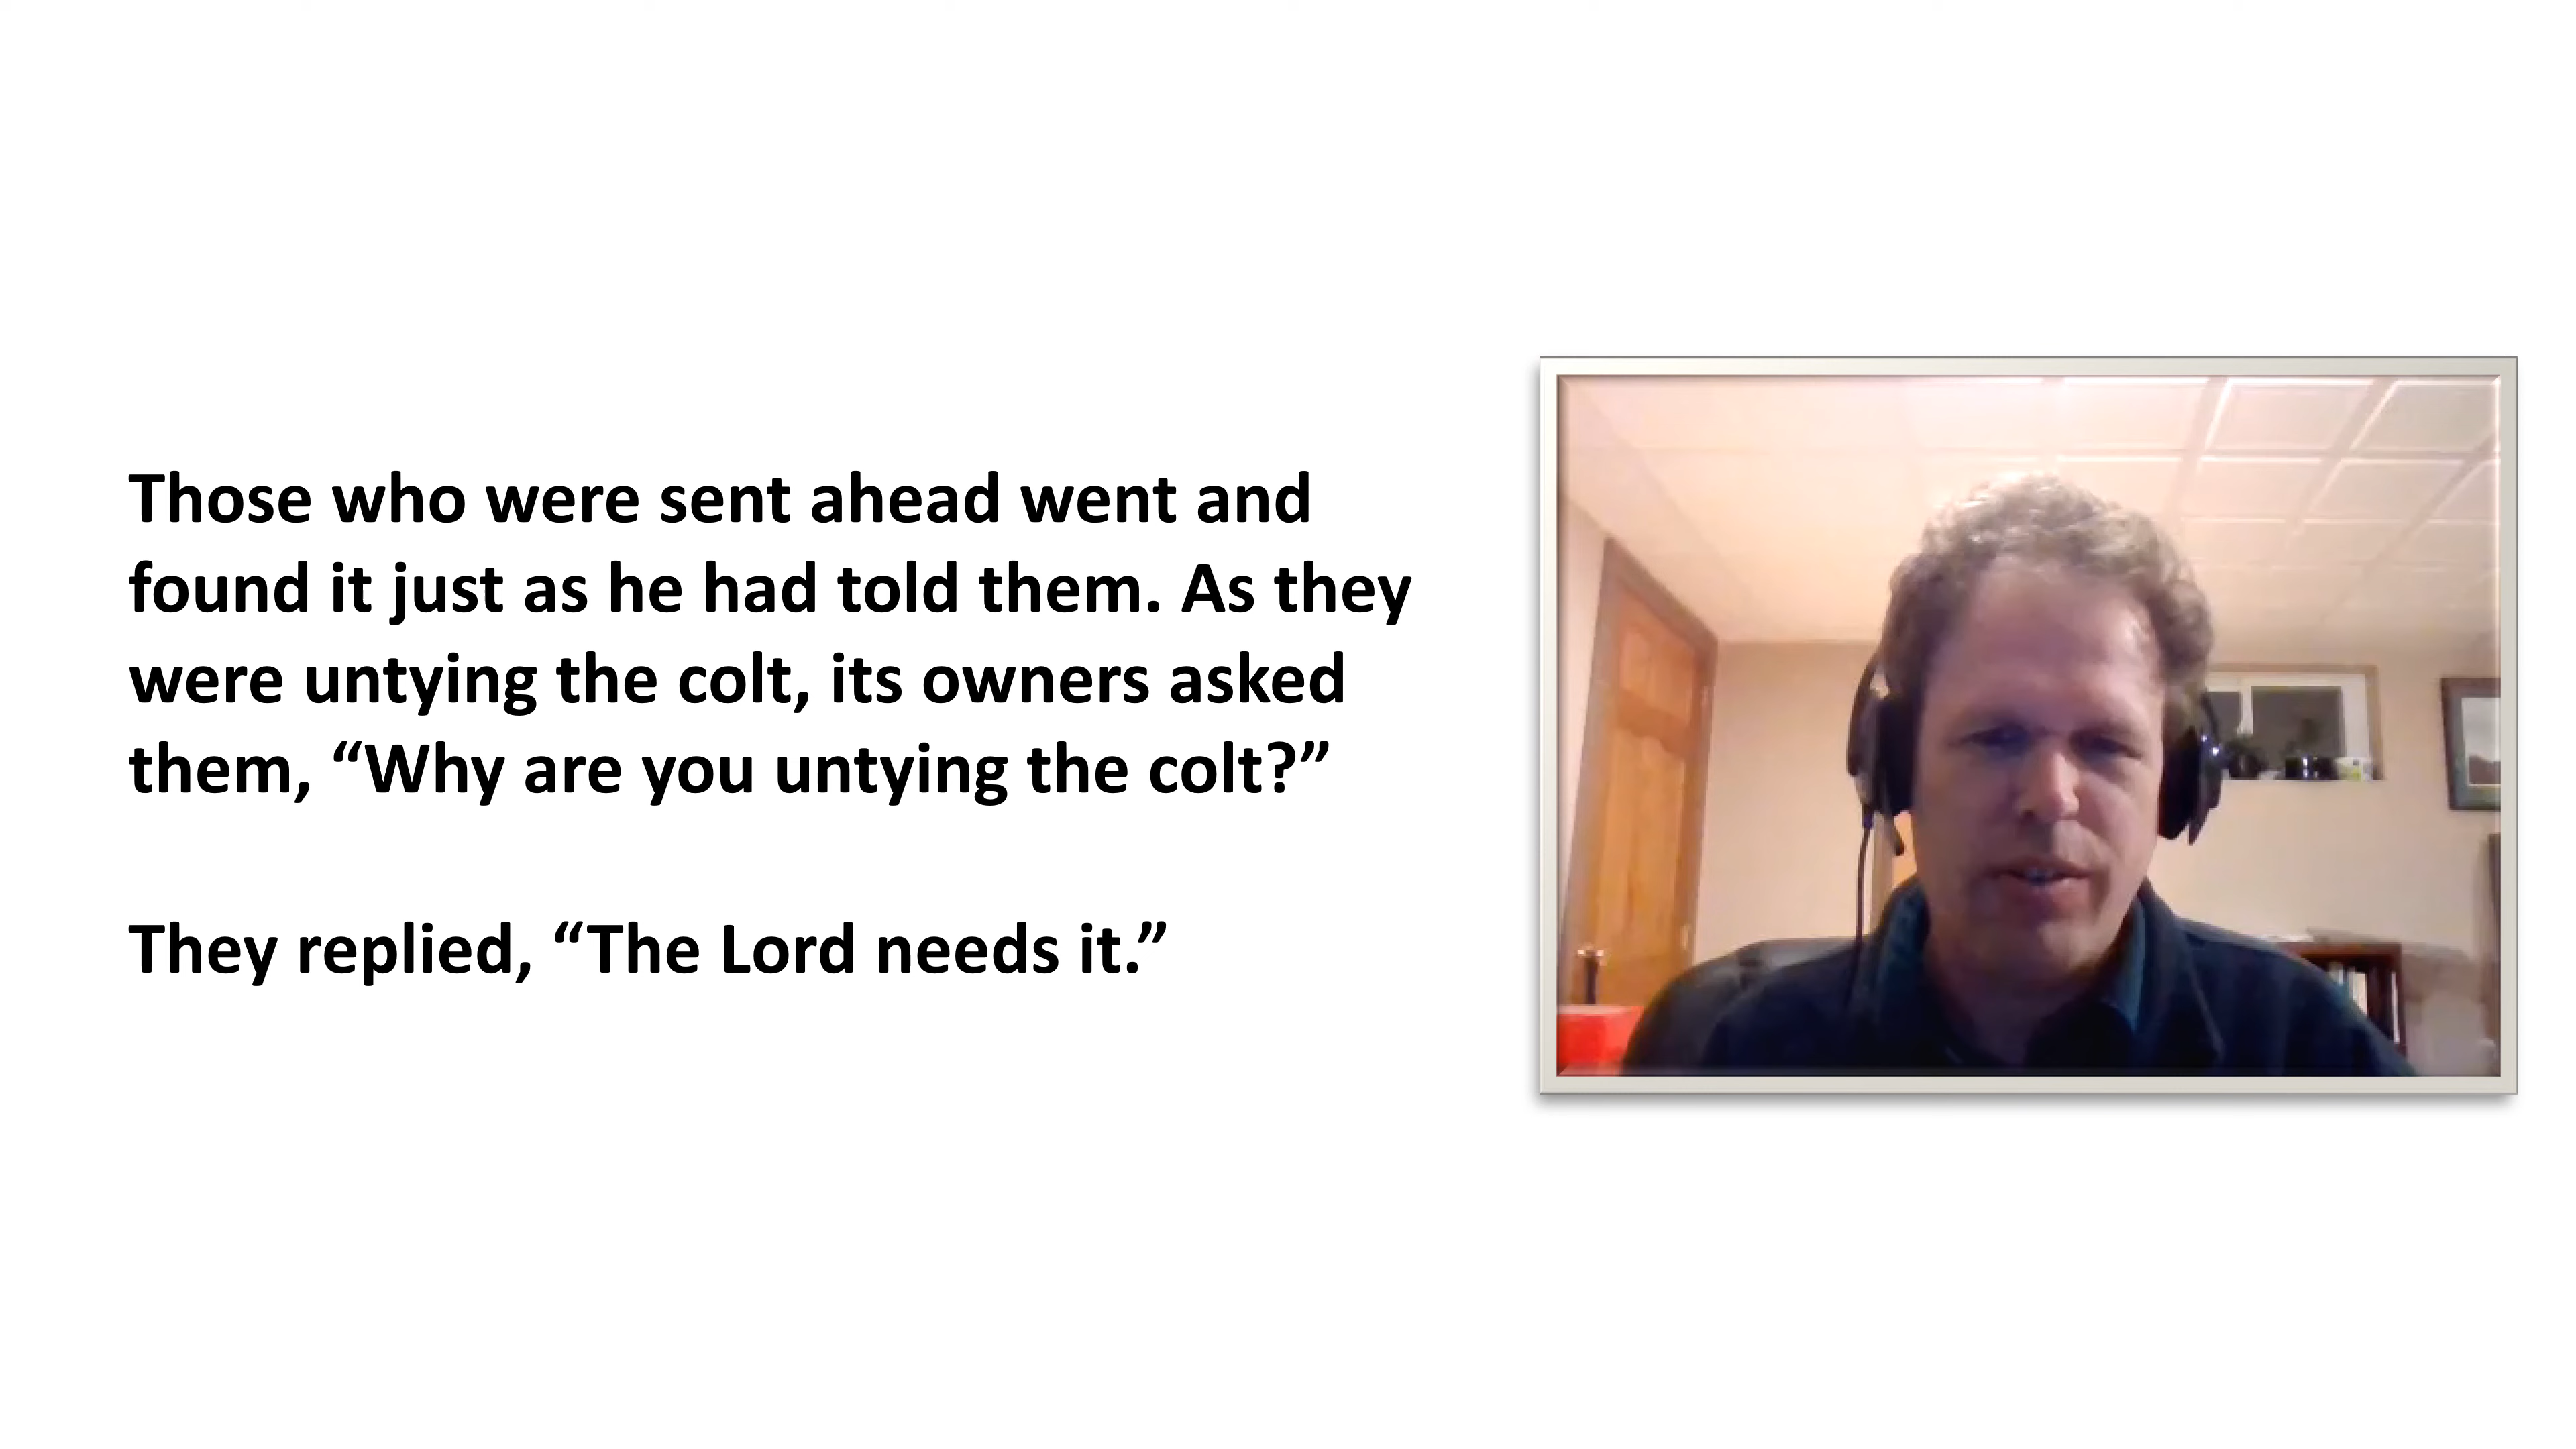 Those who were sent ahead went and
found it just as he had told them. As they
were untying the colt, its owners asked
them, “Why are you untying the colt?”
They replied, “The Lord needs it.”